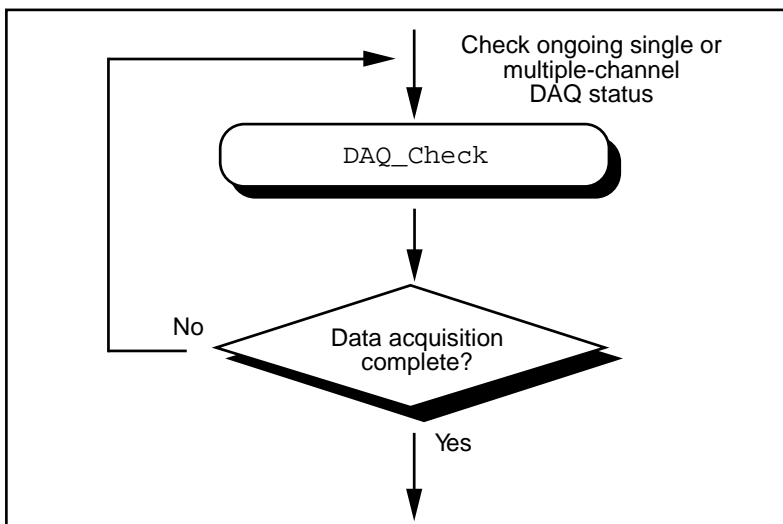 Check ongoing single or
multiple-channel
DAQ status
DAQ_Check
No
Data acquisition
complete?
Yes